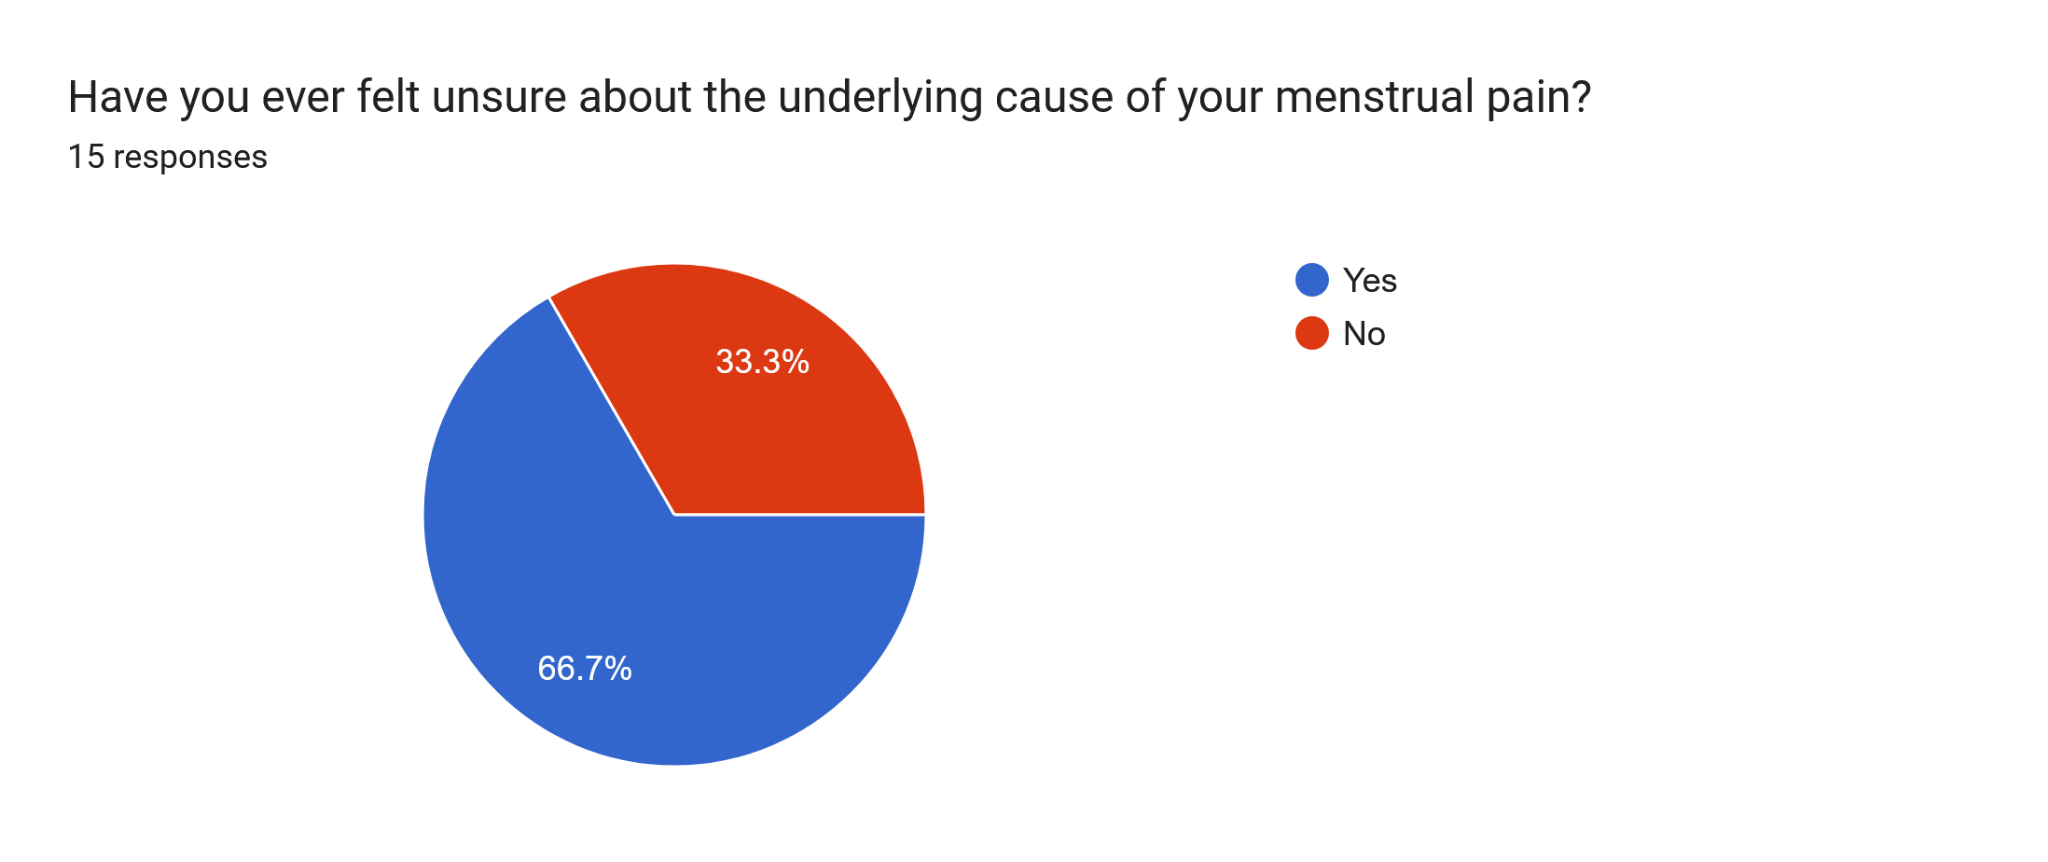 Have you ever felt unsure about the underlying cause of your menstrual pain?
15 responses
Yes
No
33.3%
66.7%